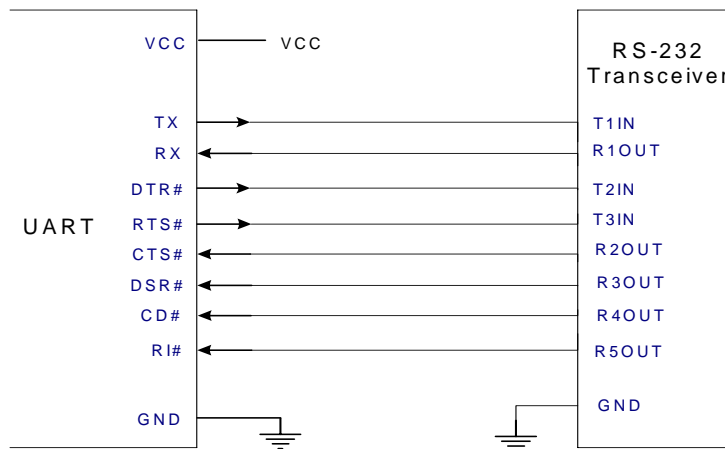 VCC VCC
RS-232
Transceiver
TX T1IN
RX R1OUT
DTR# T2IN
UART
RTS# T3IN
CTS# R2OUT
DSR# R3OUT
CD# R4OUT
RI# R5OUT
GND GND